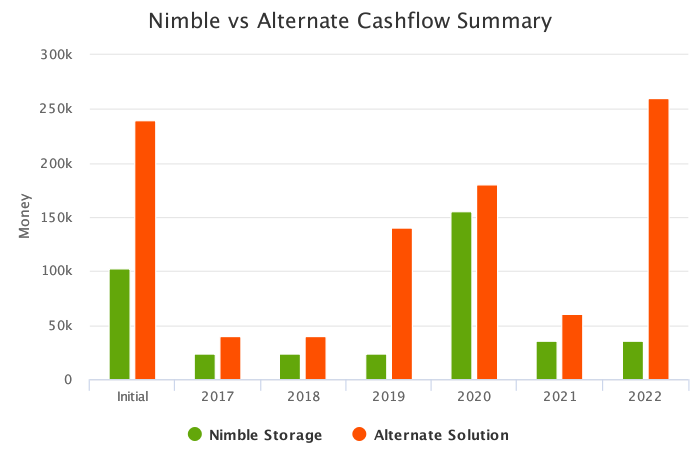 Nimble vs Alternate Cashflow Summary
300k
250k
200k
150k
100k
50k
0
Money
Initial 2017 2018 2019 2020 2021 2022
Nimble Storage Alternate Solution